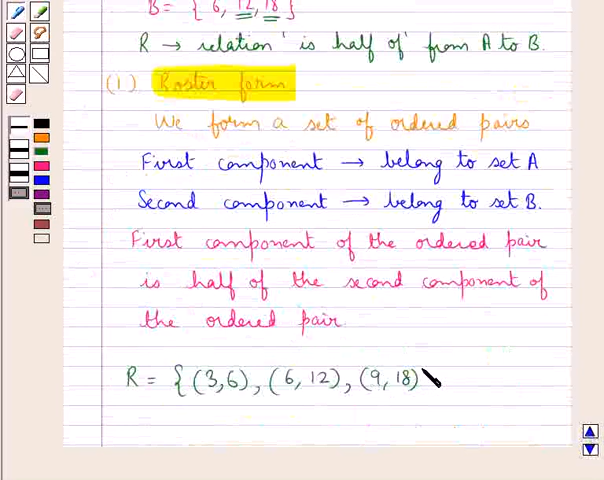 B = { 6, 12, 18 }
R → relation 'is half of' from A to B.
(1) Roster form
We form a set of ordered pairs
First component → belong to set A
Second component → belong to set B.
First component of the ordered pair
is half of the second component of
the ordered pair.
R = { (3,6), (6, 12), (9, 18)